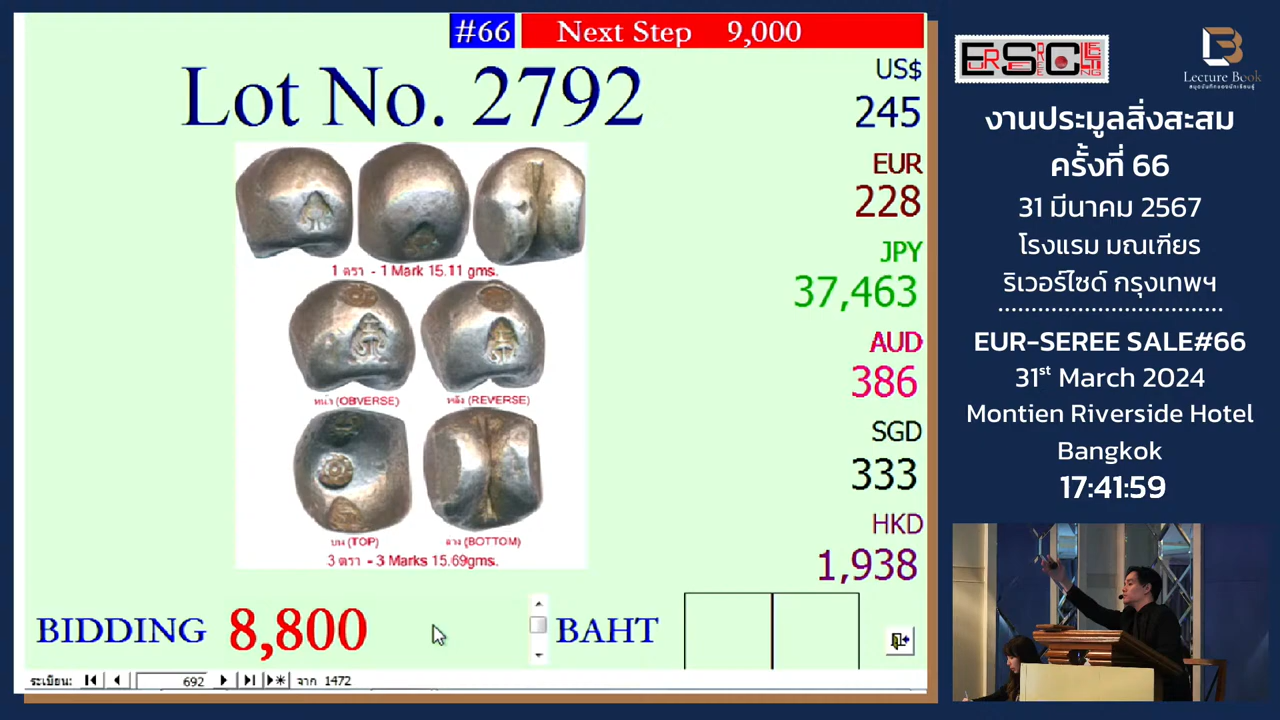 #66
Next Step 9,000
Lot No. 2792
US$
245
EUR
228
JPY
37,463
AUD
386
SGD
333
HKD
1,938
1 ตรา - 1 Mark 15.11 gms.
หน้า (OBVERSE)
หลัง (REVERSE)
บน (TOP)
ล่าง (BOTTOM)
3 ตรา - 3 Marks 15.69gms.
BIDDING 8,800 BAHT
ระเบียน: 692 จาก 1472
Lecture Book
งานประมูลสิ่งสะสม
ครั้งที่ 66
31 มีนาคม 2567
โรงแรม มณเฑียร
ริเวอร์ไซด์ กรุงเทพฯ
EUR-SEREE SALE#66
31st March 2024
Montien Riverside Hotel
Bangkok
17:41:59